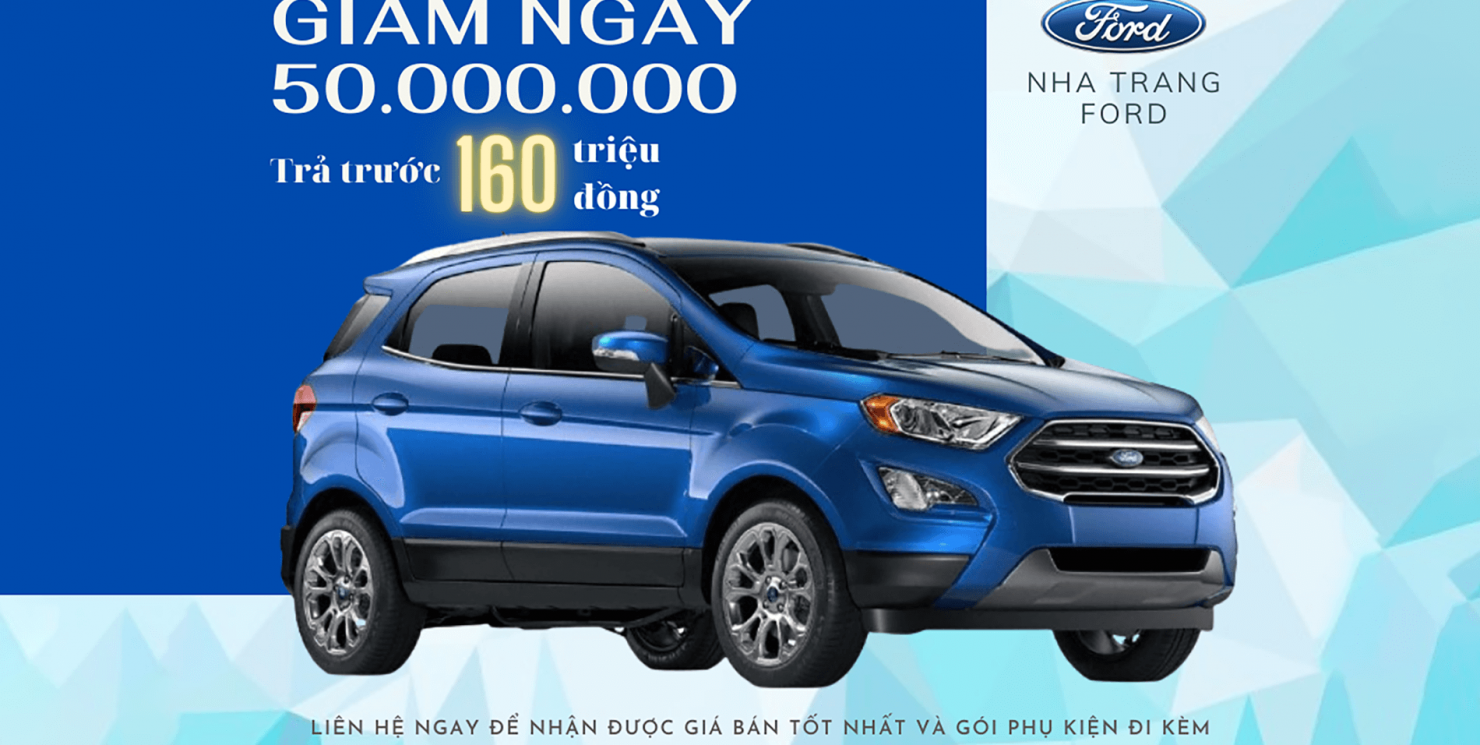 GIẢM NGAY
50.000.000
Trả trước 160 triệu
đồng
Ford
NHA TRANG
FORD
Ford
LIÊN HỆ NGAY ĐỂ NHẬN ĐƯỢC GIÁ BÁN TỐT NHẤT VÀ GÓI PHỤ KIỆN ĐI KÈM